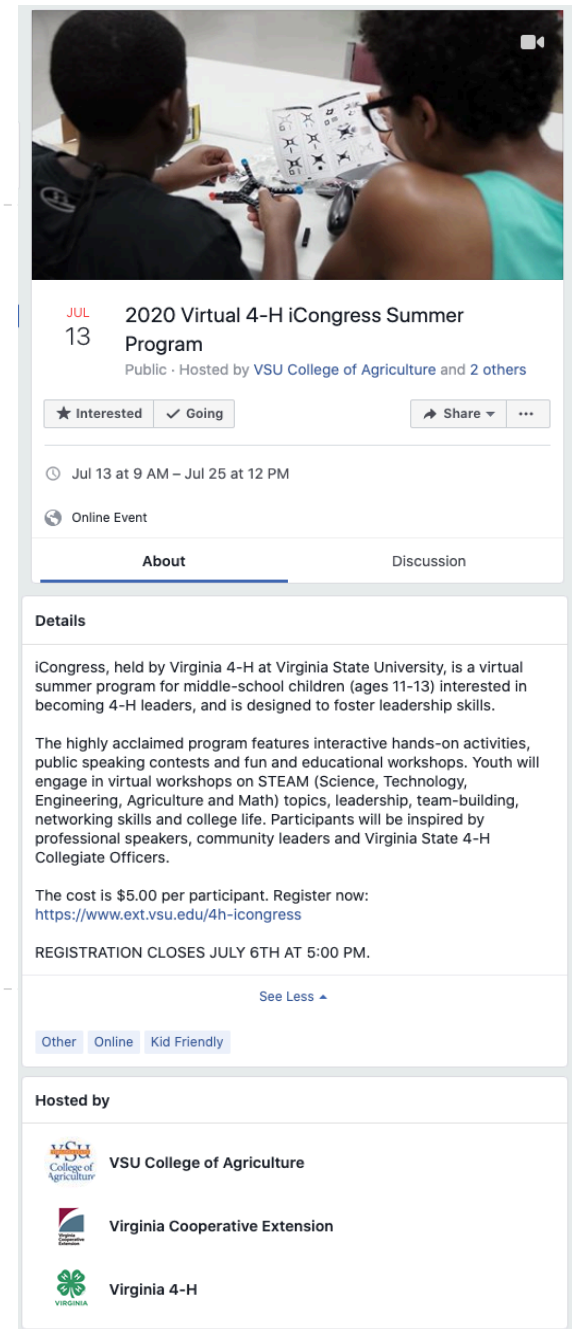 JUL
13
2020 Virtual 4-H iCongress Summer
Program
Public · Hosted by VSU College of Agriculture and 2 others
Interested
Going
Share
Jul 13 at 9 AM – Jul 25 at 12 PM
Online Event
About
Discussion
Details
iCongress, held by Virginia 4-H at Virginia State University, is a virtual
summer program for middle-school children (ages 11-13) interested in
becoming 4-H leaders, and is designed to foster leadership skills.
The highly acclaimed program features interactive hands-on activities,
public speaking contests and fun and educational workshops. Youth will
engage in virtual workshops on STEAM (Science, Technology,
Engineering, Agriculture and Math) topics, leadership, team-building,
networking skills and college life. Participants will be inspired by
professional speakers, community leaders and Virginia State 4-H
Collegiate Officers.
The cost is $5.00 per participant. Register now:
https://www.ext.vsu.edu/4h-icongress
REGISTRATION CLOSES JULY 6TH AT 5:00 PM.
See Less
Other
Online
Kid Friendly
Hosted by
VSU
College of
Agriculture
VSU College of Agriculture
Virginia
Cooperative
Extension
Virginia Cooperative Extension
VIRGINIA
Virginia 4-H